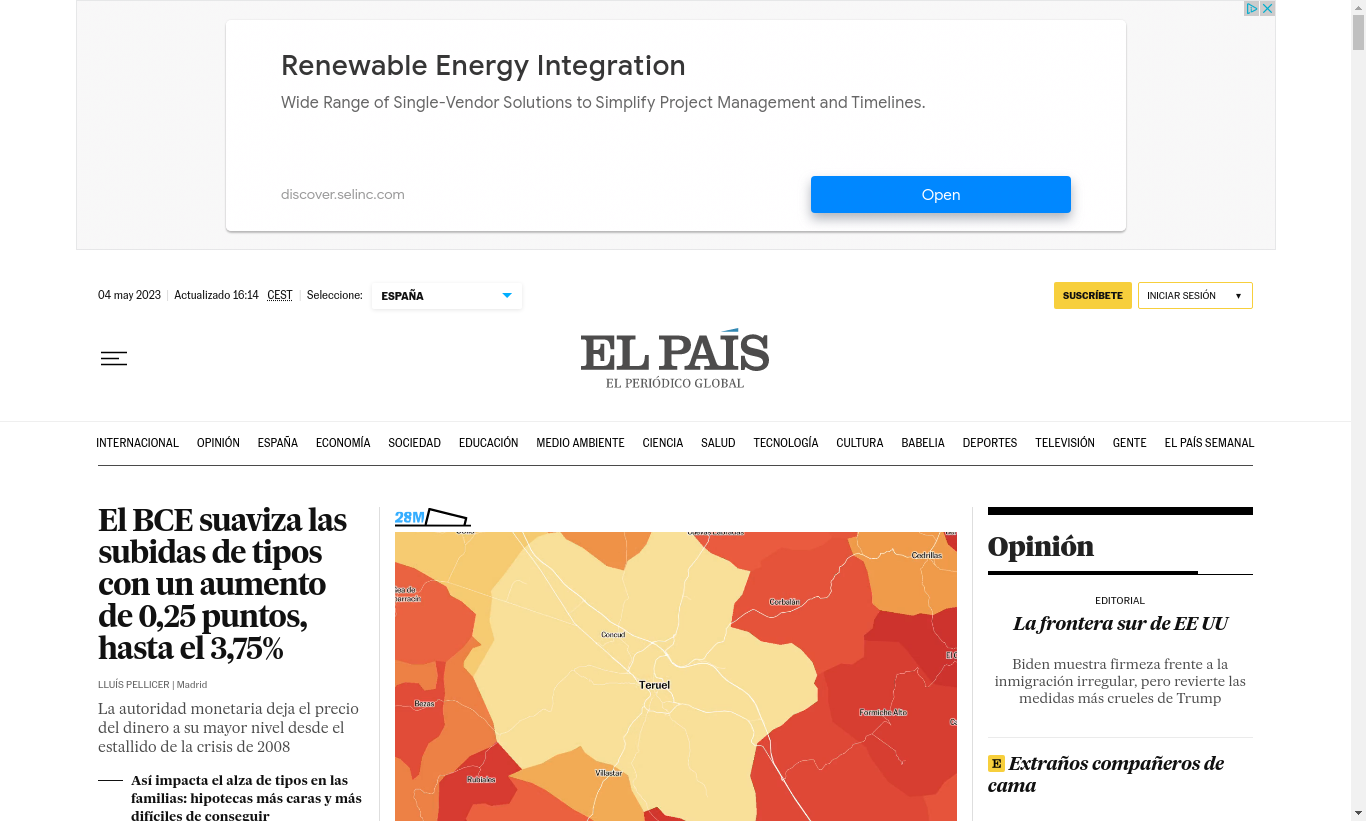 Renewable Energy Integration
Wide Range of Single-Vendor Solutions to Simplify Project Management and Timelines.
discover.selinc.com
Open
04 may 2023 | Actualizado 16:14 CEST | Seleccione: ESPAÑA
SUSCRÍBETE
INICIAR SESIÓN
EL PAÍS
EL PERIÓDICO GLOBAL
INTERNACIONAL OPINIÓN ESPAÑA ECONOMÍA SOCIEDAD EDUCACIÓN MEDIO AMBIENTE CIENCIA SALUD TECNOLOGÍA CULTURA BABELIA DEPORTES TELEVISIÓN GENTE EL PAÍS SEMANAL
El BCE suaviza las
subidas de tipos
con un aumento
de 0,25 puntos,
hasta el 3,75%
LLUÍS PELLICER | Madrid
La autoridad monetaria deja el precio
del dinero a su mayor nivel desde el
estallido de la crisis de 2008
Así impacta el alza de tipos en las
familias: hipotecas más caras y más
difíciles de conseguir
28M
Cedrillas
Corbalán
Concud
Teruel
Bezas
Formiche Alto
Rubiales
Villastar
Opinión
EDITORIAL
La frontera sur de EE UU
Biden muestra firmeza frente a la
inmigración irregular, pero revierte las
medidas más crueles de Trump
E Extraños compañeros de
cama